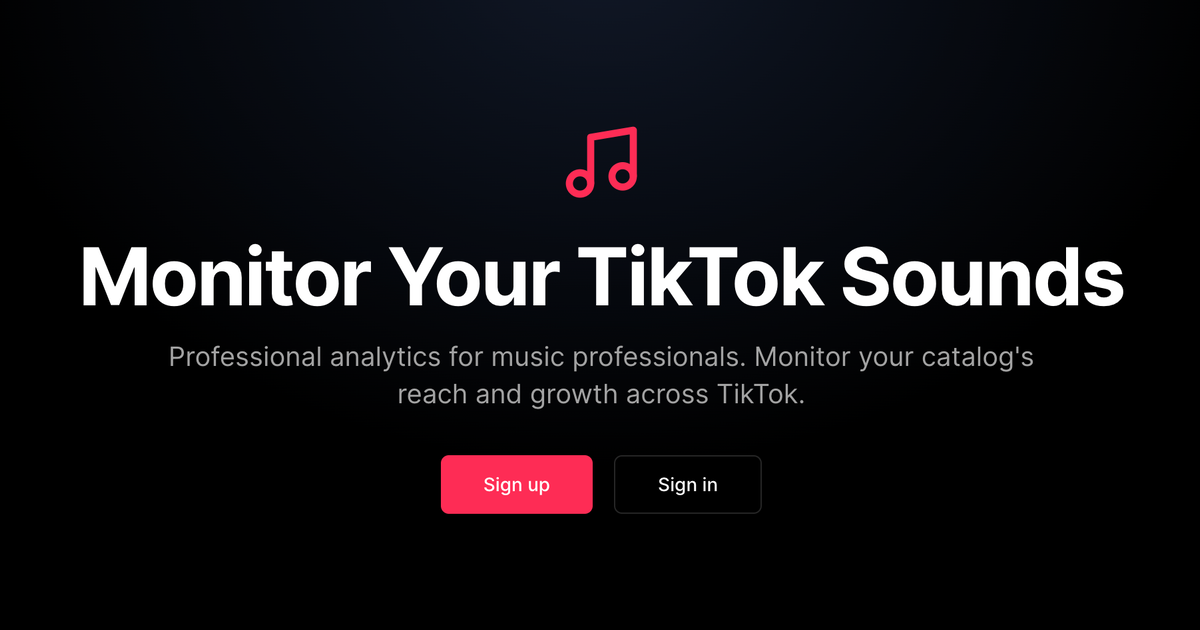 Monitor Your TikTok Sounds
Professional analytics for music professionals. Monitor your catalog's
reach and growth across TikTok.
Sign up
Sign in